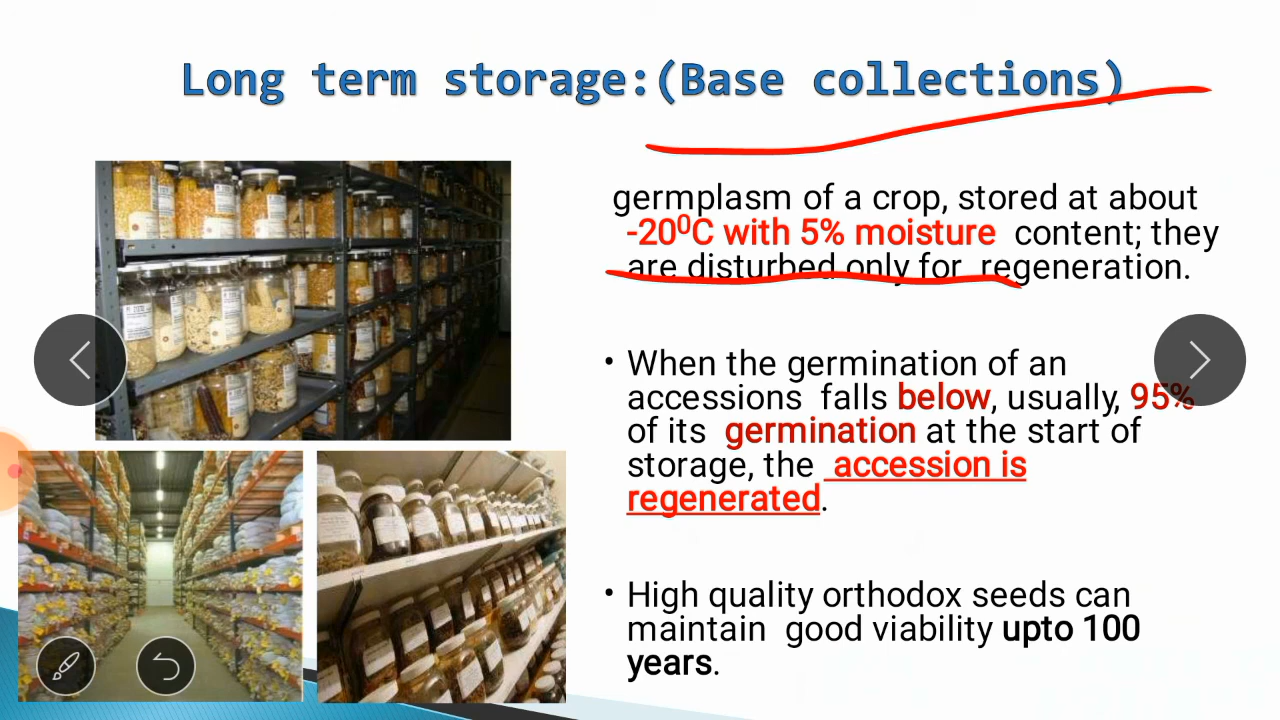 Long term storage:(Base collections)
germplasm of a crop, stored at about
-20⁰C with 5% moisture content; they
are disturbed only for regeneration.
• When the germination of an
accessions falls below, usually, 95%
of its germination at the start of
storage, the accession is
regenerated.
• High quality orthodox seeds can
maintain good viability upto 100
years.